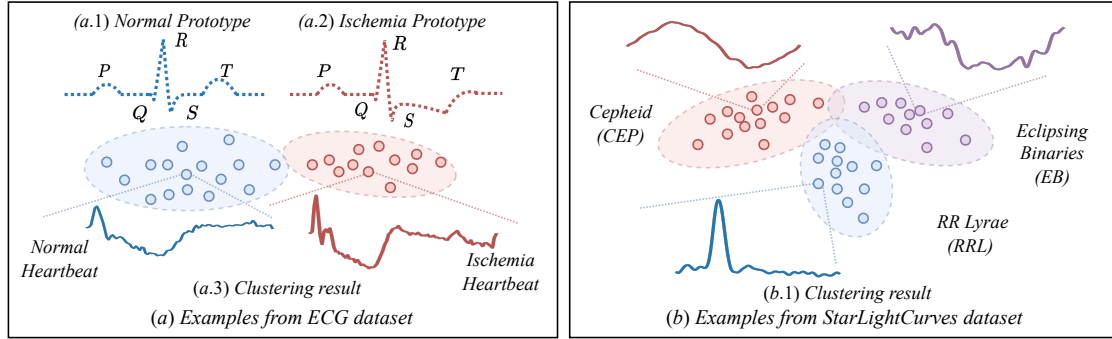 (a.1) Normal Prototype
(a.2) Ischemia Prototype
R
P
T
Q
S
R
P
T
Q
S
Normal
Heartbeat
Ischemia
Heartbeat
(a.3) Clustering result
(a) Examples from ECG dataset
Cepheid
(CEP)
Eclipsing
Binaries
(EB)
RR Lyrae
(RRL)
(b.1) Clustering result
(b) Examples from StarLightCurves dataset